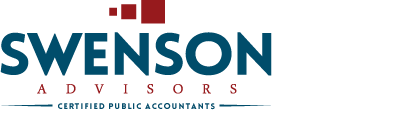 SWENSON
ADVISORS
CERTIFIED PUBLIC ACCOUNTANTS